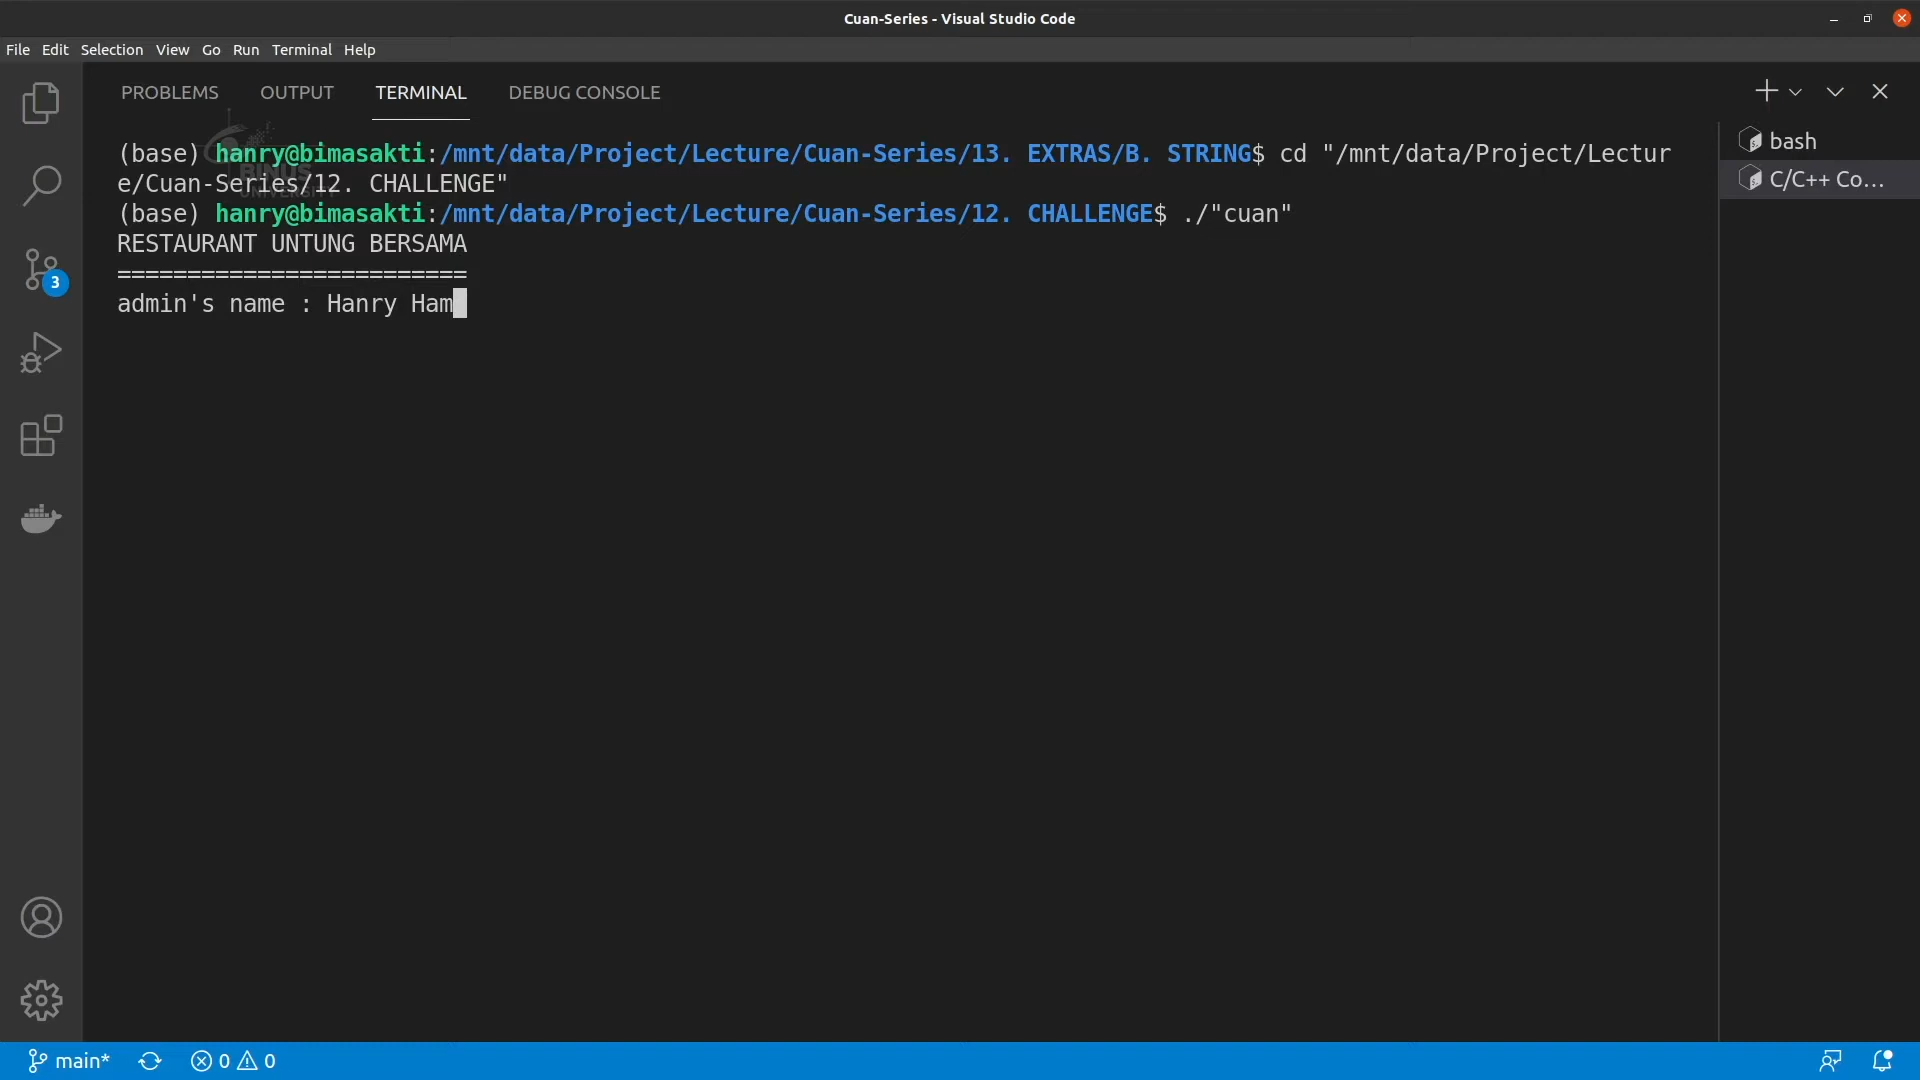 Cuan-Series - Visual Studio Code
File Edit Selection View Go Run Terminal Help
PROBLEMS OUTPUT TERMINAL DEBUG CONSOLE
(base) hanry@bimasakti:/mnt/data/Project/Lecture/Cuan-Series/13. EXTRAS/B. STRING$ cd "/mnt/data/Project/Lectur
e/Cuan-Series/12. CHALLENGE"
(base) hanry@bimasakti:/mnt/data/Project/Lecture/Cuan-Series/12. CHALLENGE$ ./"cuan"
RESTAURANT UNTUNG BERSAMA
=========================
admin's name : Hanry Ham
bash
C/C++ Co...
BINUS
UNIVERSITY
3
main* 0 0